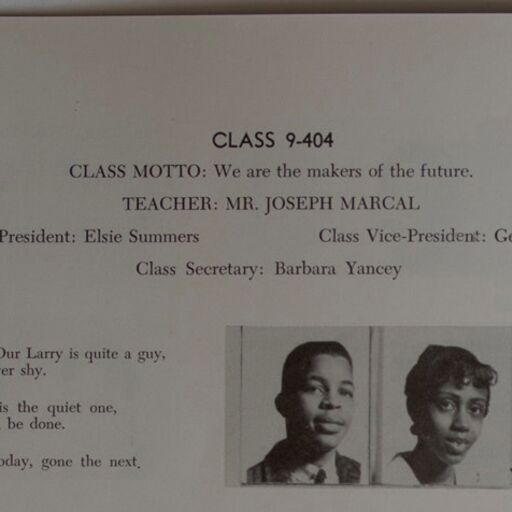 CLASS 9-404
CLASS MOTTO: We are the makers of the future.
TEACHER: MR. JOSEPH MARCAL
President: Elsie Summers Class Vice-President: Ge
Class Secretary: Barbara Yancey
Our Larry is quite a guy,
er shy.
is the quiet one,
be done.
oday, gone the next.